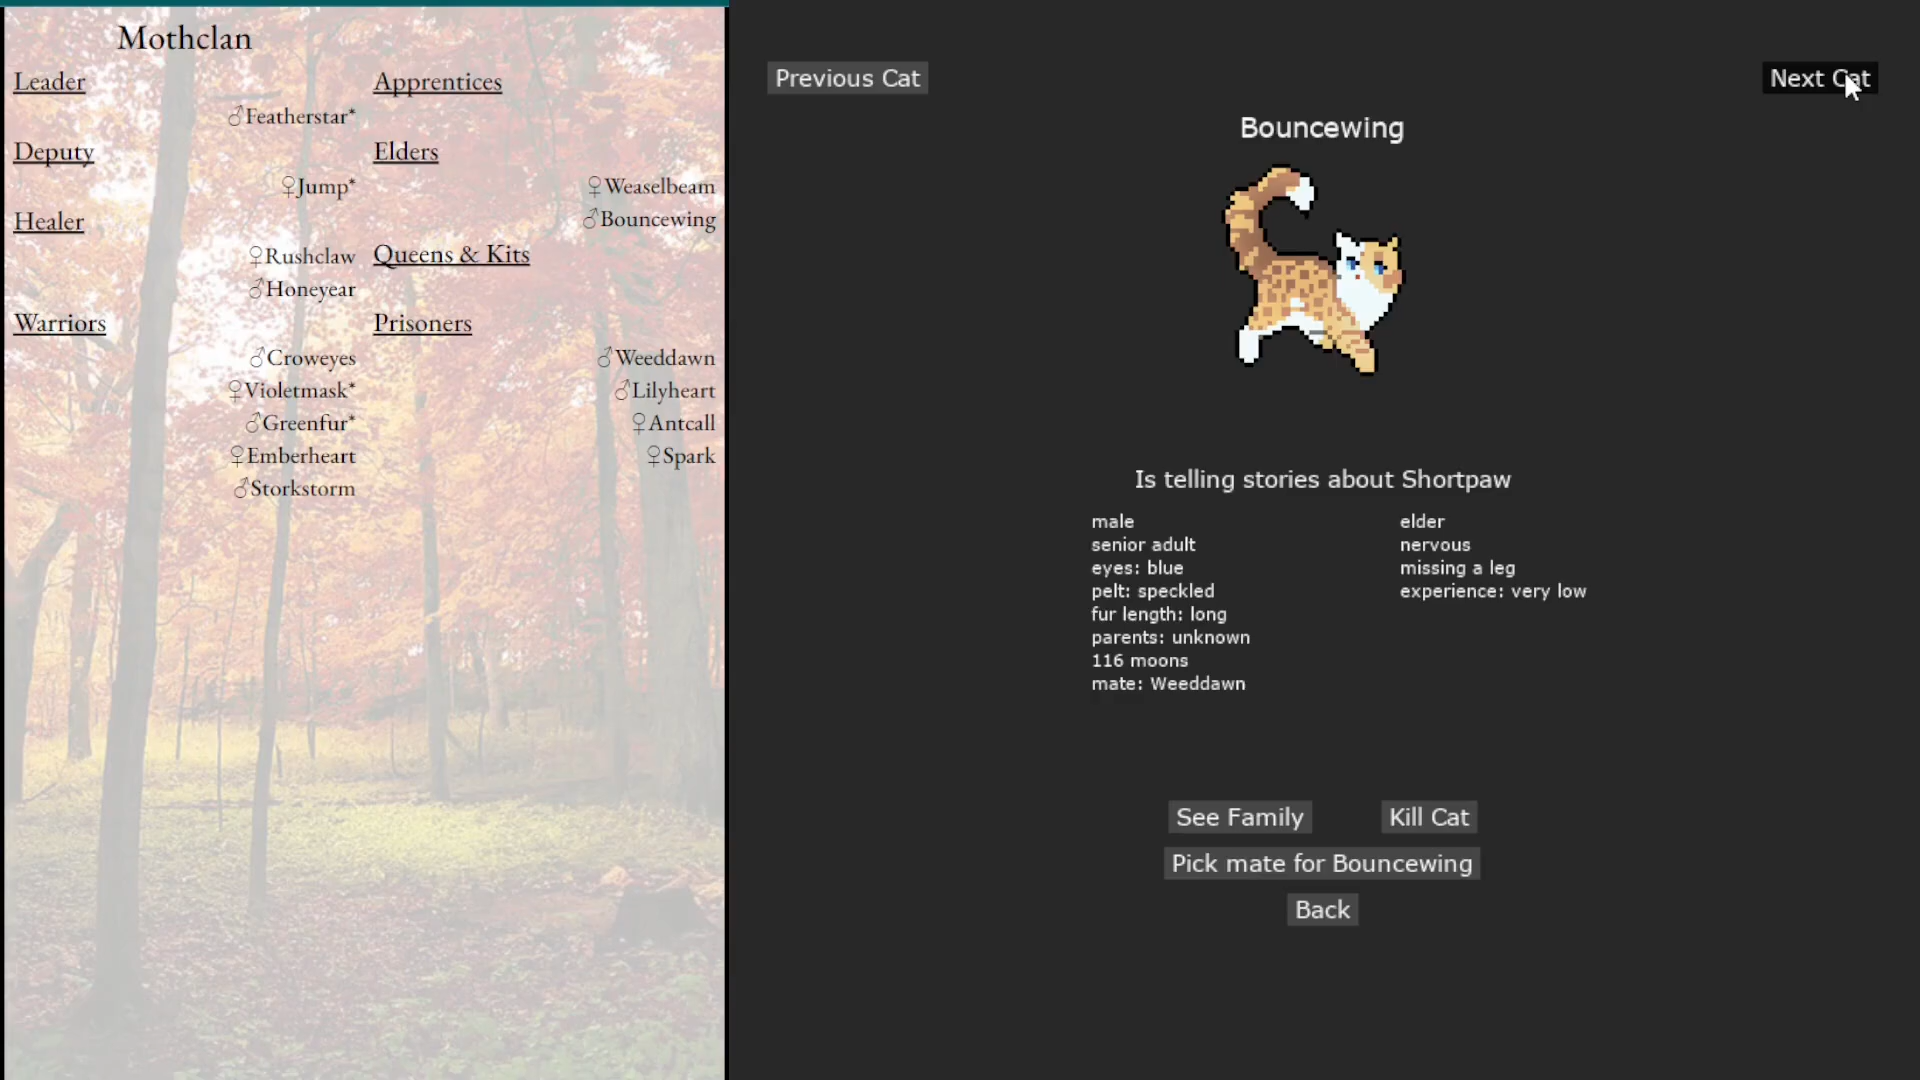 Mothclan
Leader
♂Featherstar*
Deputy
♀Jump*
Healer
♀Rushclaw
♂Honeyear
Warriors
♂Croweyes
♀Violetmask*
♂Greenfur*
♀Emberheart
♂Storkstorm
Apprentices
Elders
♀Weaselbeam
♂Bouncewing
Queens & Kits
Prisoners
♂Weeddawn
♂Lilyheart
♀Antcall
♀Spark
Previous Cat
Next Cat
Bouncewing
Is telling stories about Shortpaw
male
senior adult
eyes: blue
pelt: speckled
fur length: long
parents: unknown
116 moons
mate: Weeddawn
elder
nervous
missing a leg
experience: very low
See Family
Kill Cat
Pick mate for Bouncewing
Back